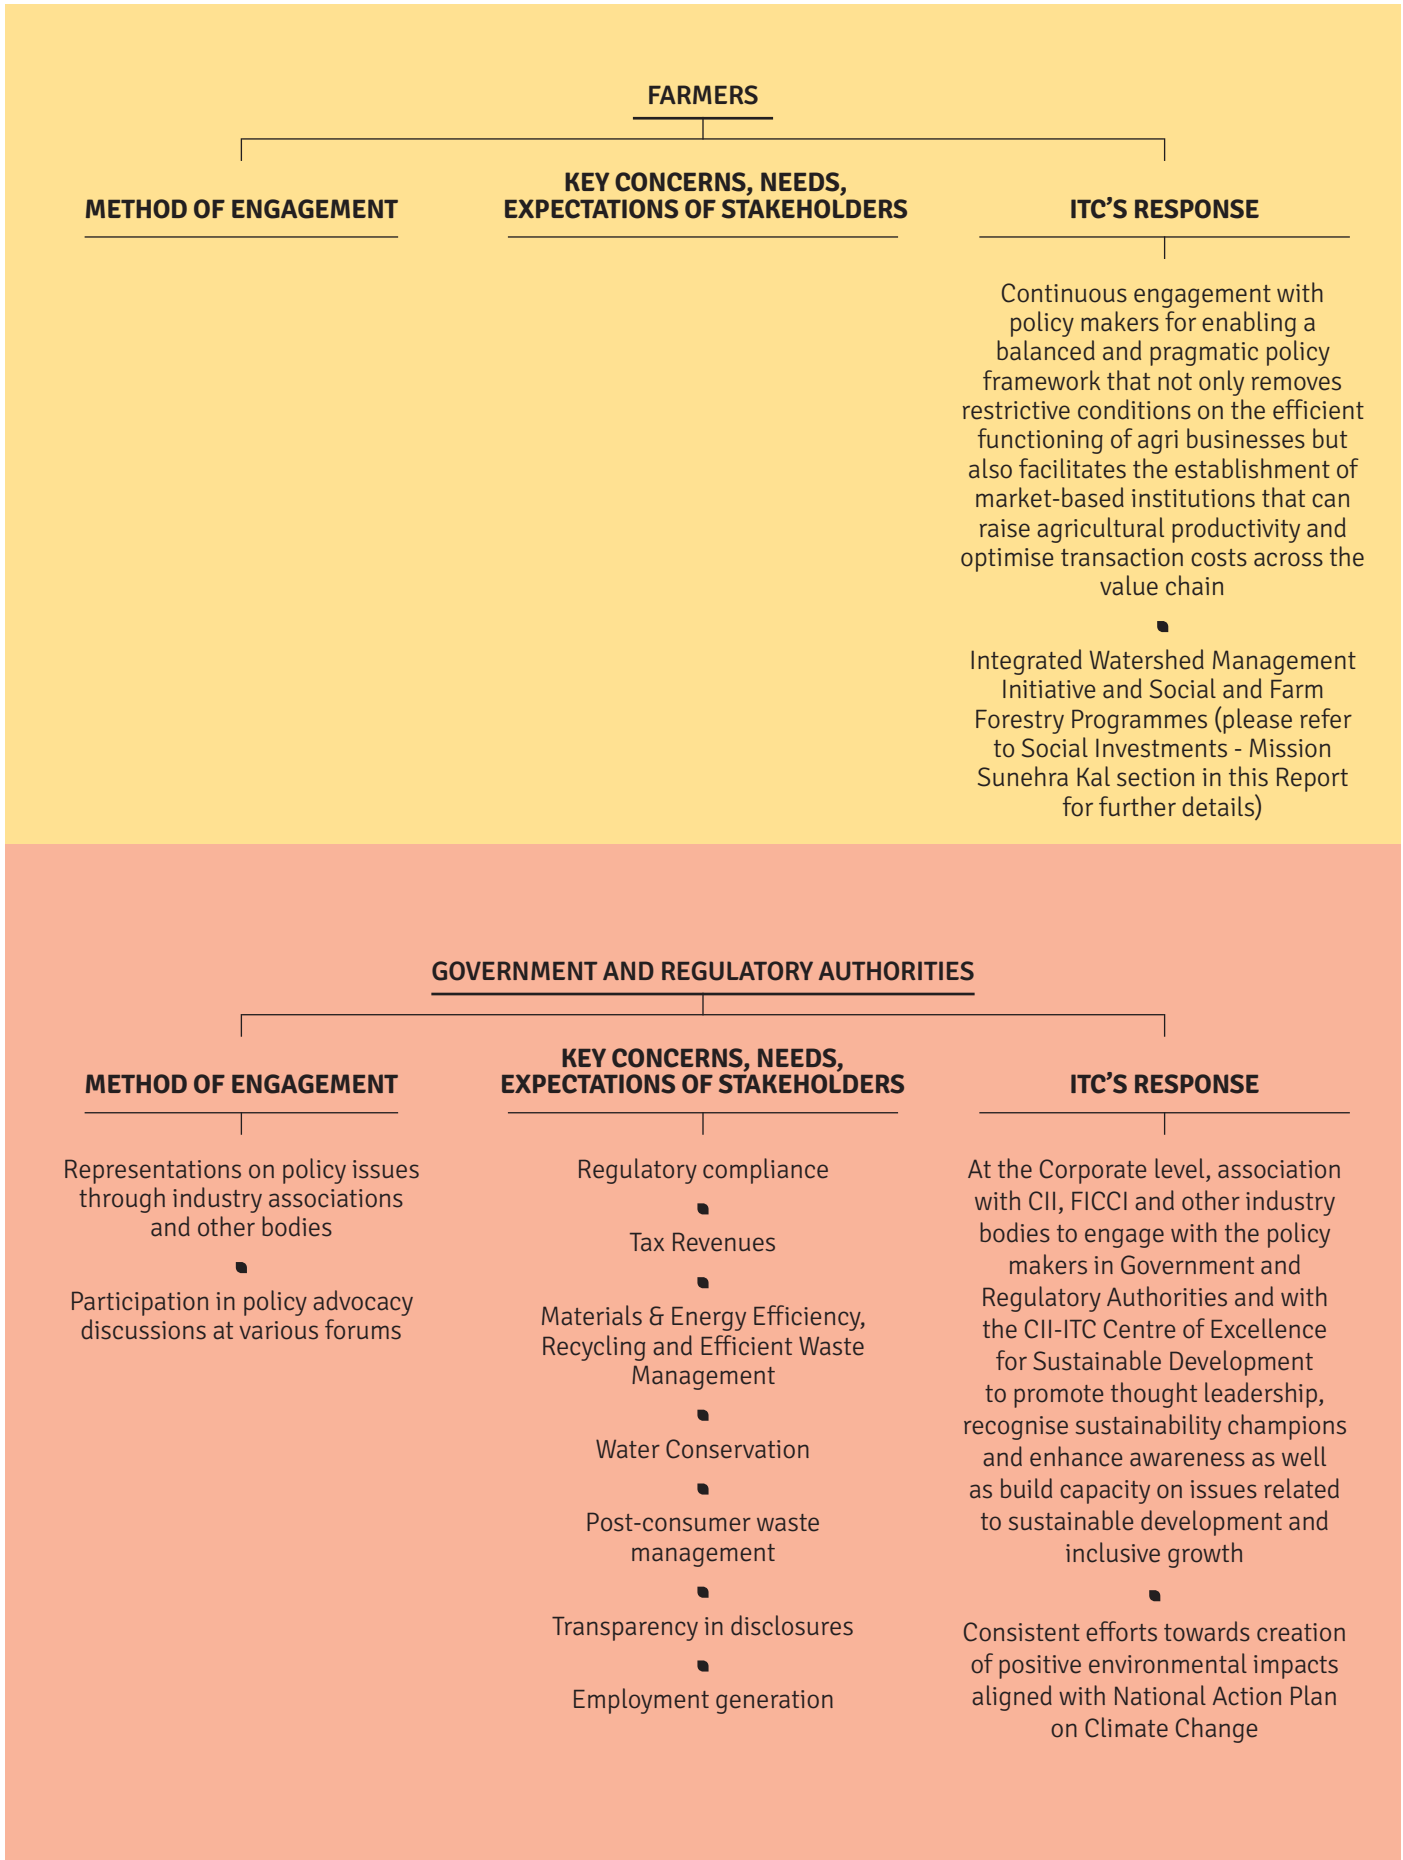 FARMERS
METHOD OF ENGAGEMENT
KEY CONCERNS, NEEDS,
EXPECTATIONS OF STAKEHOLDERS
ITC’S RESPONSE
Continuous engagement with
policy makers for enabling a
balanced and pragmatic policy
framework that not only removes
restrictive conditions on the efficient
functioning of agri businesses but
also facilitates the establishment of
market-based institutions that can
raise agricultural productivity and
optimise transaction costs across the
value chain
Integrated Watershed Management
Initiative and Social and Farm
Forestry Programmes (please refer
to Social Investments - Mission
Sunehra Kal section in this Report
for further details)
GOVERNMENT AND REGULATORY AUTHORITIES
METHOD OF ENGAGEMENT
Representations on policy issues
through industry associations
and other bodies
Participation in policy advocacy
discussions at various forums
KEY CONCERNS, NEEDS,
EXPECTATIONS OF STAKEHOLDERS
Regulatory compliance
Tax Revenues
Materials & Energy Efficiency,
Recycling and Efficient Waste
Management
Water Conservation
Post-consumer waste
management
Transparency in disclosures
Employment generation
ITC’S RESPONSE
At the Corporate level, association
with CII, FICCI and other industry
bodies to engage with the policy
makers in Government and
Regulatory Authorities and with
the CII-ITC Centre of Excellence
for Sustainable Development
to promote thought leadership,
recognise sustainability champions
and enhance awareness as well
as build capacity on issues related
to sustainable development and
inclusive growth
Consistent efforts towards creation
of positive environmental impacts
aligned with National Action Plan
on Climate Change